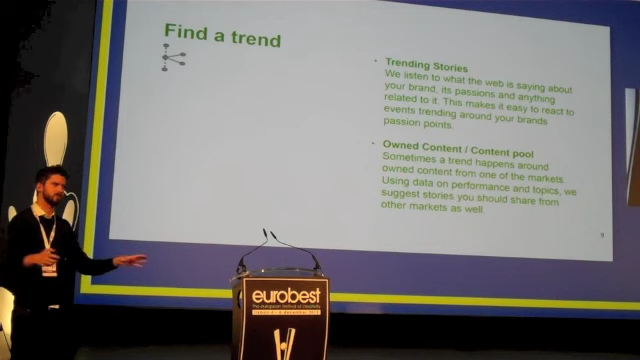 Find a trend
• Trending Stories
We listen to what the web is saying about
your brand, its passions and anything
related to it. This makes it easy to react to
events trending around your brands
passion points.
• Owned Content / Content pool
Sometimes a trend happens around
owned content from one of the markets.
Using data on performance and topics, we
suggest stories you should share from
other markets as well.
9
eurobest
the european festival of creativity